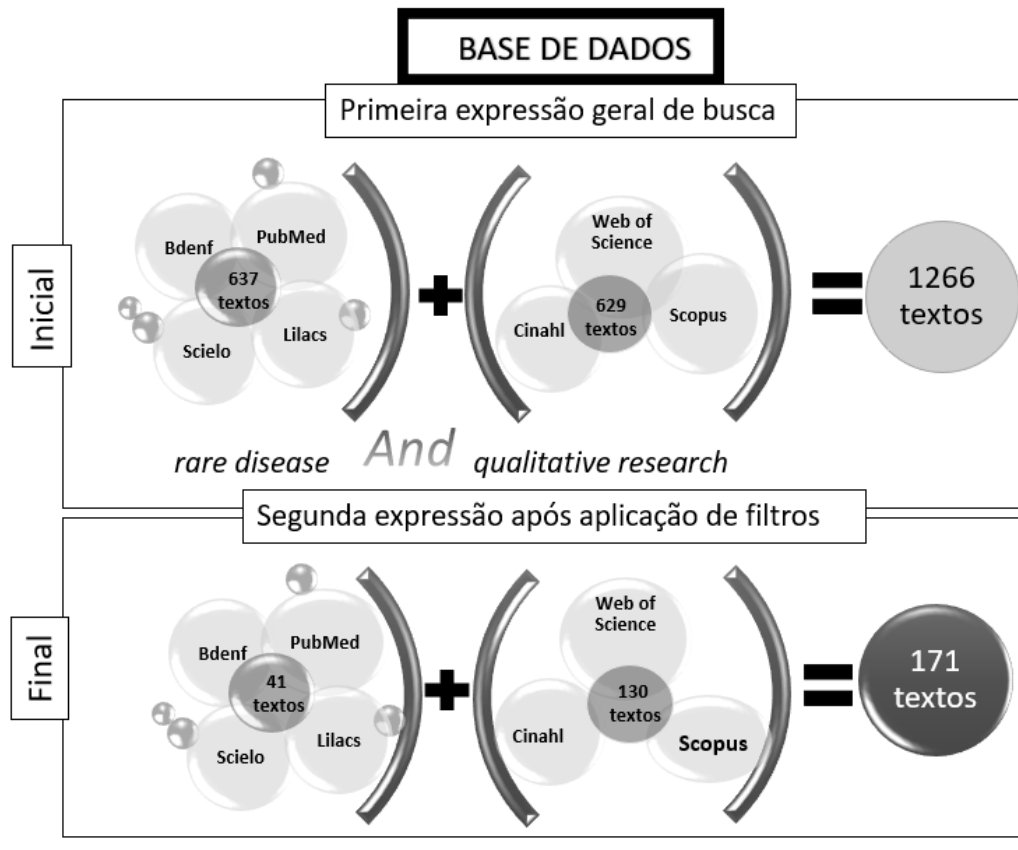 BASE DE DADOS
Primeira expressão geral de busca
Inicial
Bdenf
PubMed
637
textos
Scielo
Lilacs
+
Web of
Science
629
textos
Cinahl
Scopus
=
1266
textos
rare disease And qualitative research
Segunda expressão após aplicação de filtros
Final
Bdenf
PubMed
41
textos
Scielo
Lilacs
+
Web of
Science
130
textos
Cinahl
Scopus
=
171
textos